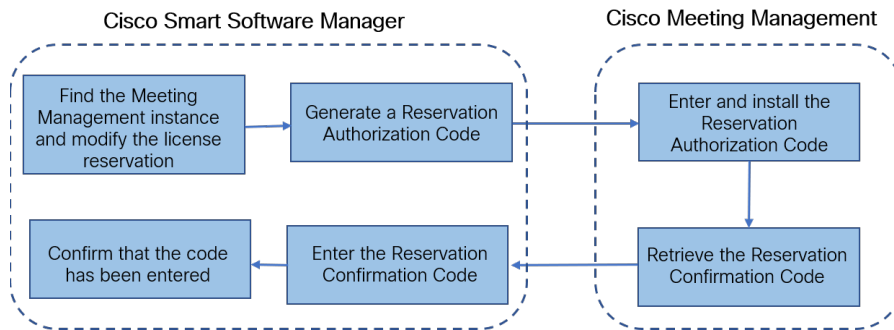 Cisco Smart Software Manager
Cisco Meeting Management
Find the Meeting
Management instance
and modify the license
reservation
Generate a Reservation
Authorization Code
Enter and install the
Reservation
Authorization Code
Retrieve the Reservation
Confirmation Code
Enter the Reservation
Confirmation Code
Confirm that the code
has been entered